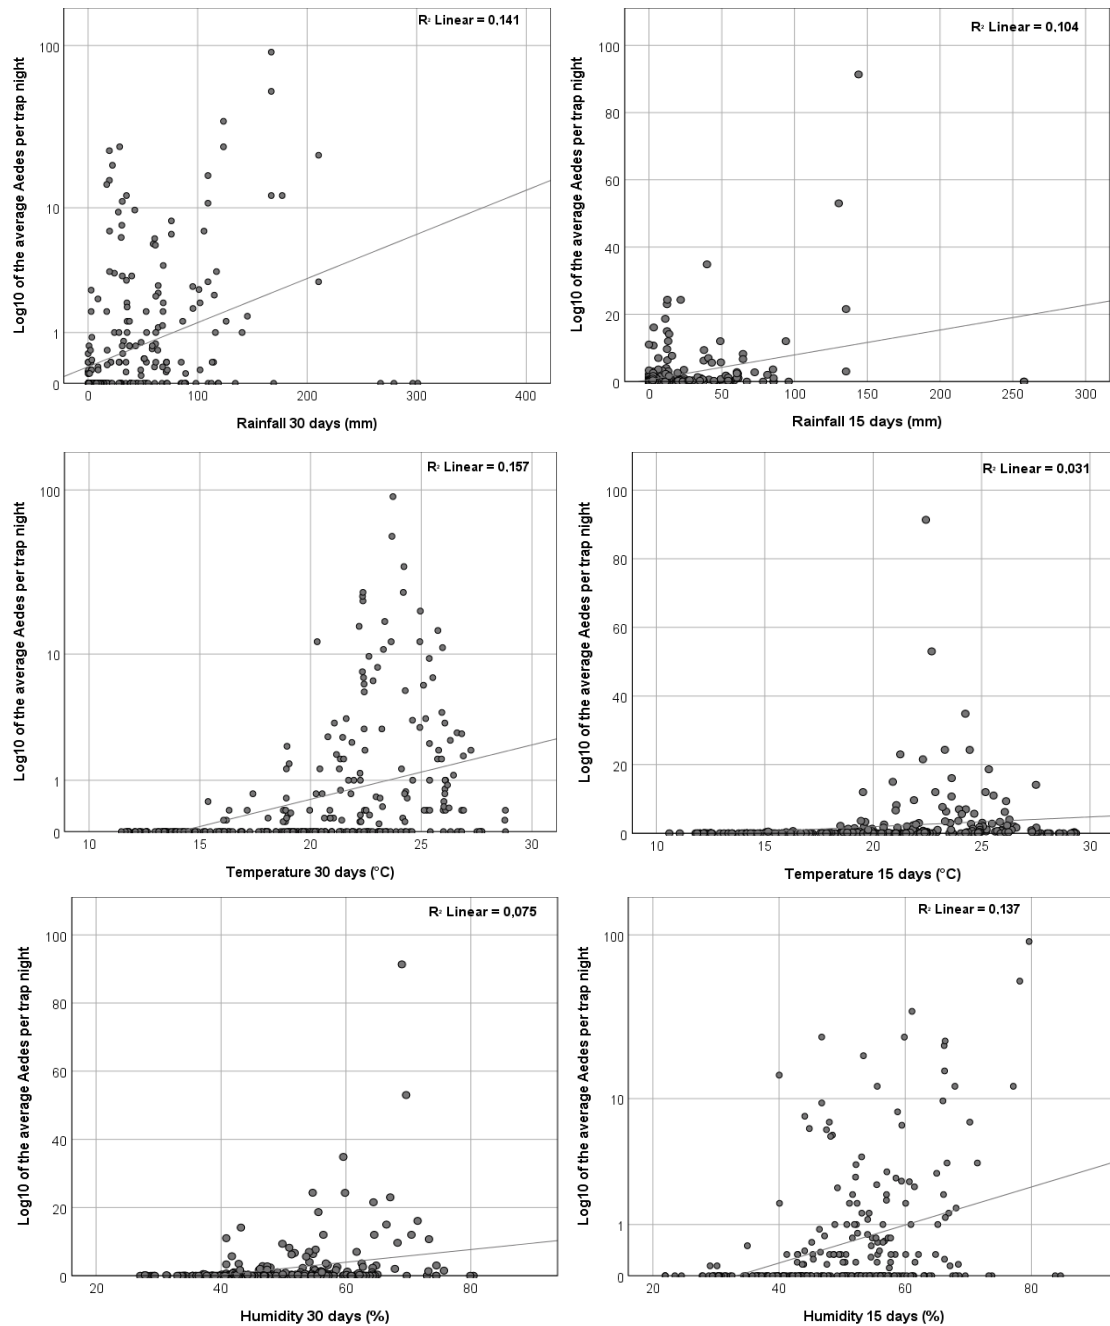 R² Linear = 0,141
Log10 of the average Aedes per trap night
100
10
1
0
0 100 200 300 400
Rainfall 30 days (mm)
R² Linear = 0,104
Log10 of the average Aedes per trap night
100
80
60
40
20
0
0 50 100 150 200 250 300
Rainfall 15 days (mm)
R² Linear = 0,157
Log10 of the average Aedes per trap night
100
10
1
0
10 15 20 25 30
Temperature 30 days (°C)
R² Linear = 0,031
Log10 of the average Aedes per trap night
100
80
60
40
20
0
10 15 20 25 30
Temperature 15 days (°C)
R² Linear = 0,075
Log10 of the average Aedes per trap night
100
80
60
40
20
0
20 40 60 80
Humidity 30 days (%)
R² Linear = 0,137
Log10 of the average Aedes per trap night
100
10
1
0
20 40 60 80
Humidity 15 days (%)